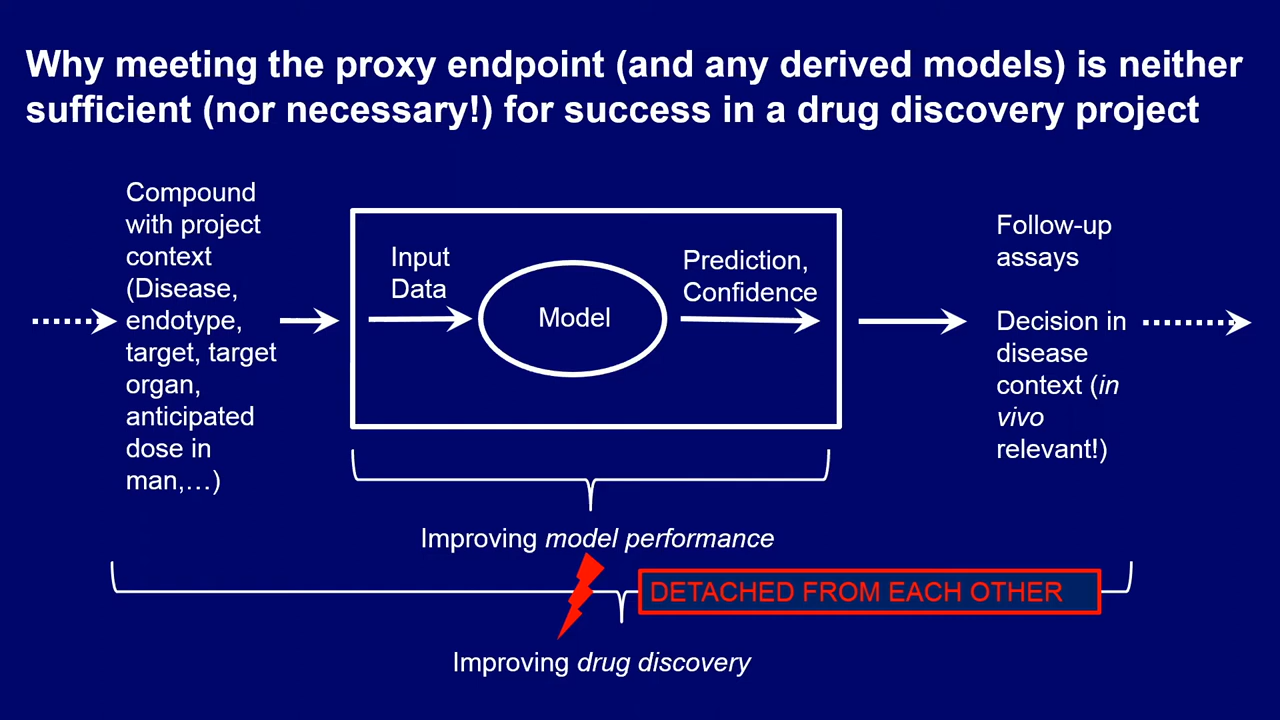 Why meeting the proxy endpoint (and any derived models) is neither
sufficient (nor necessary!) for success in a drug discovery project
Compound
with project
context
(Disease,
endotype,
target, target
organ,
anticipated
dose in
man,…)
Input
Data
Model
Prediction,
Confidence
Follow-up
assays
Decision in
disease
context (in
vivo
relevant!)
Improving model performance
DETACHED FROM EACH OTHER
Improving drug discovery